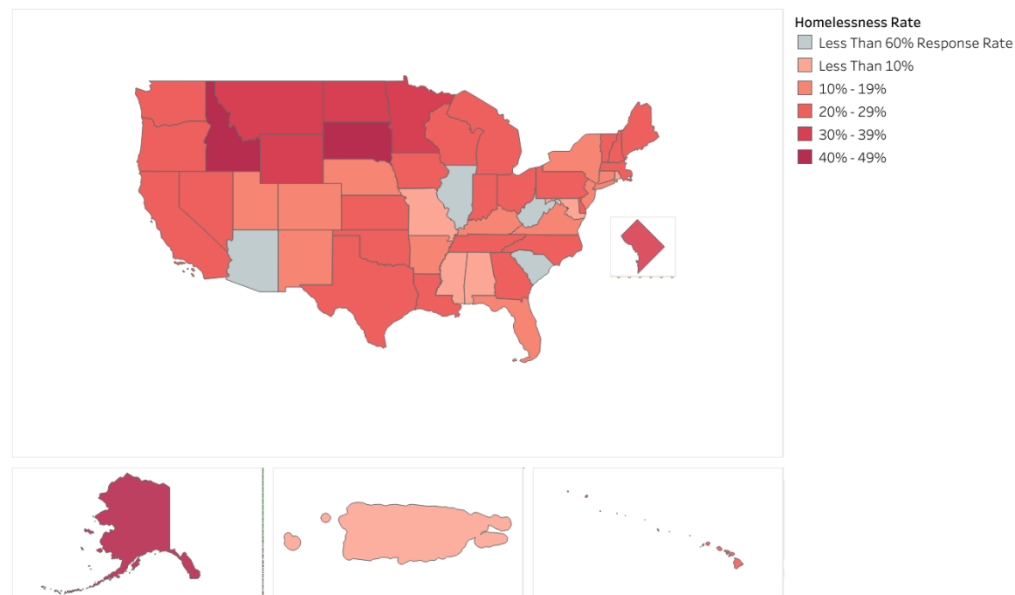 Homelessness Rate
Less Than 60% Response Rate
Less Than 10%
10% - 19%
20% - 29%
30% - 39%
40% - 49%